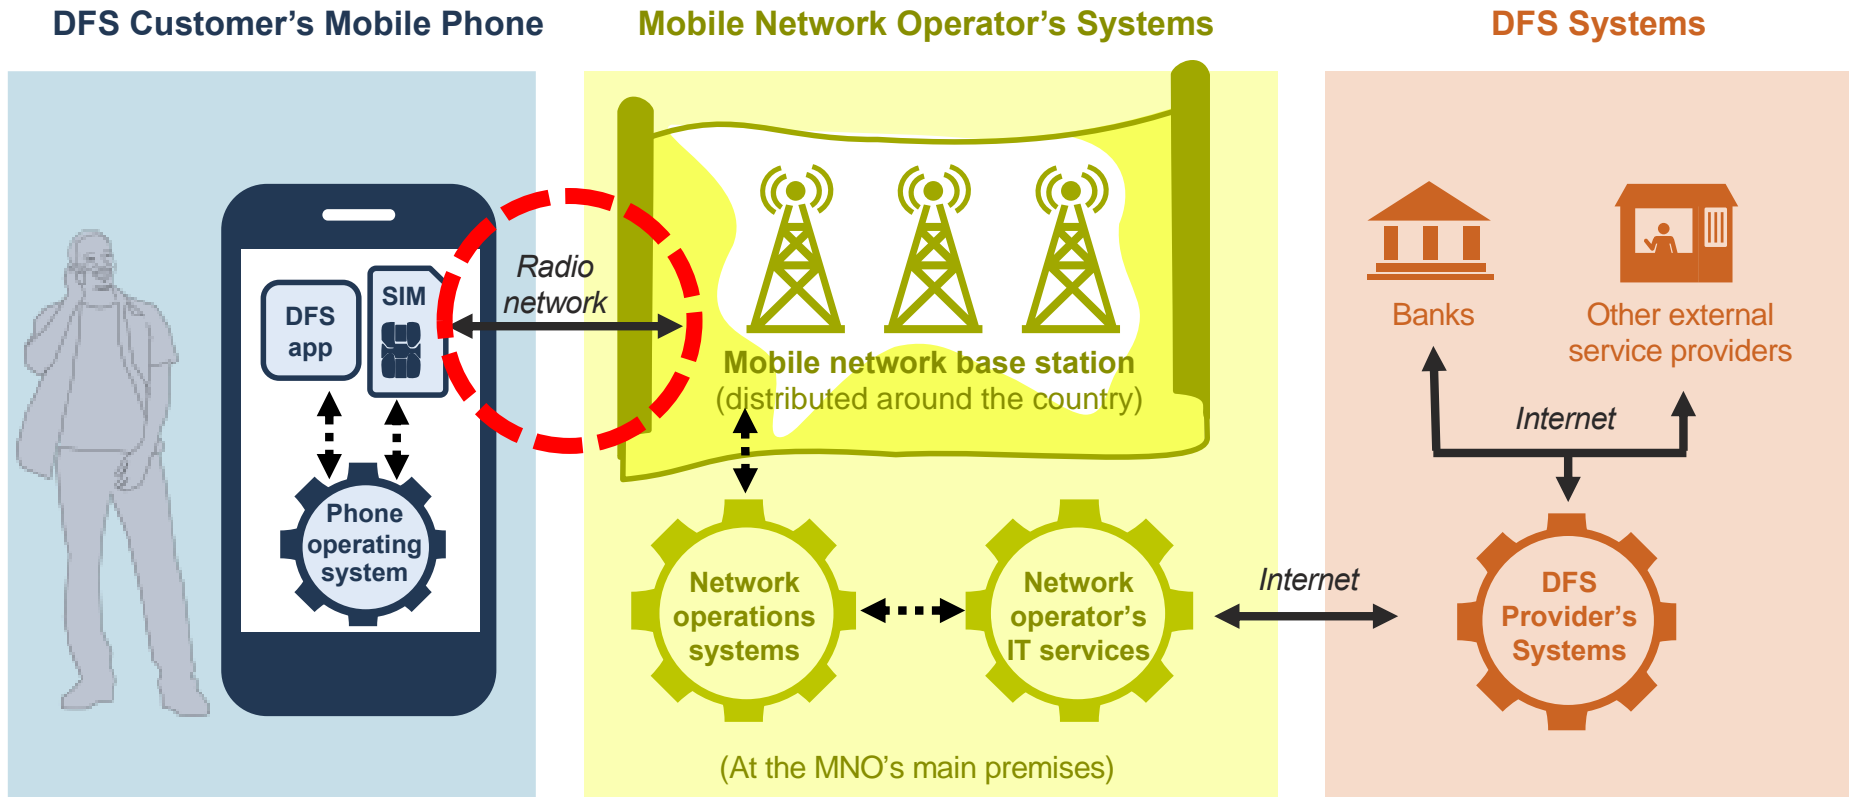 DFS Customer’s Mobile Phone
Mobile Network Operator’s Systems
DFS Systems
DFS
app
SIM
Phone
operating
system
Radio
network
Mobile network base station
(distributed around the country)
Network
operations
systems
Network
operator’s
IT services
(At the MNO’s main premises)
Internet
Banks
Other external
service providers
Internet
DFS
Provider’s
Systems